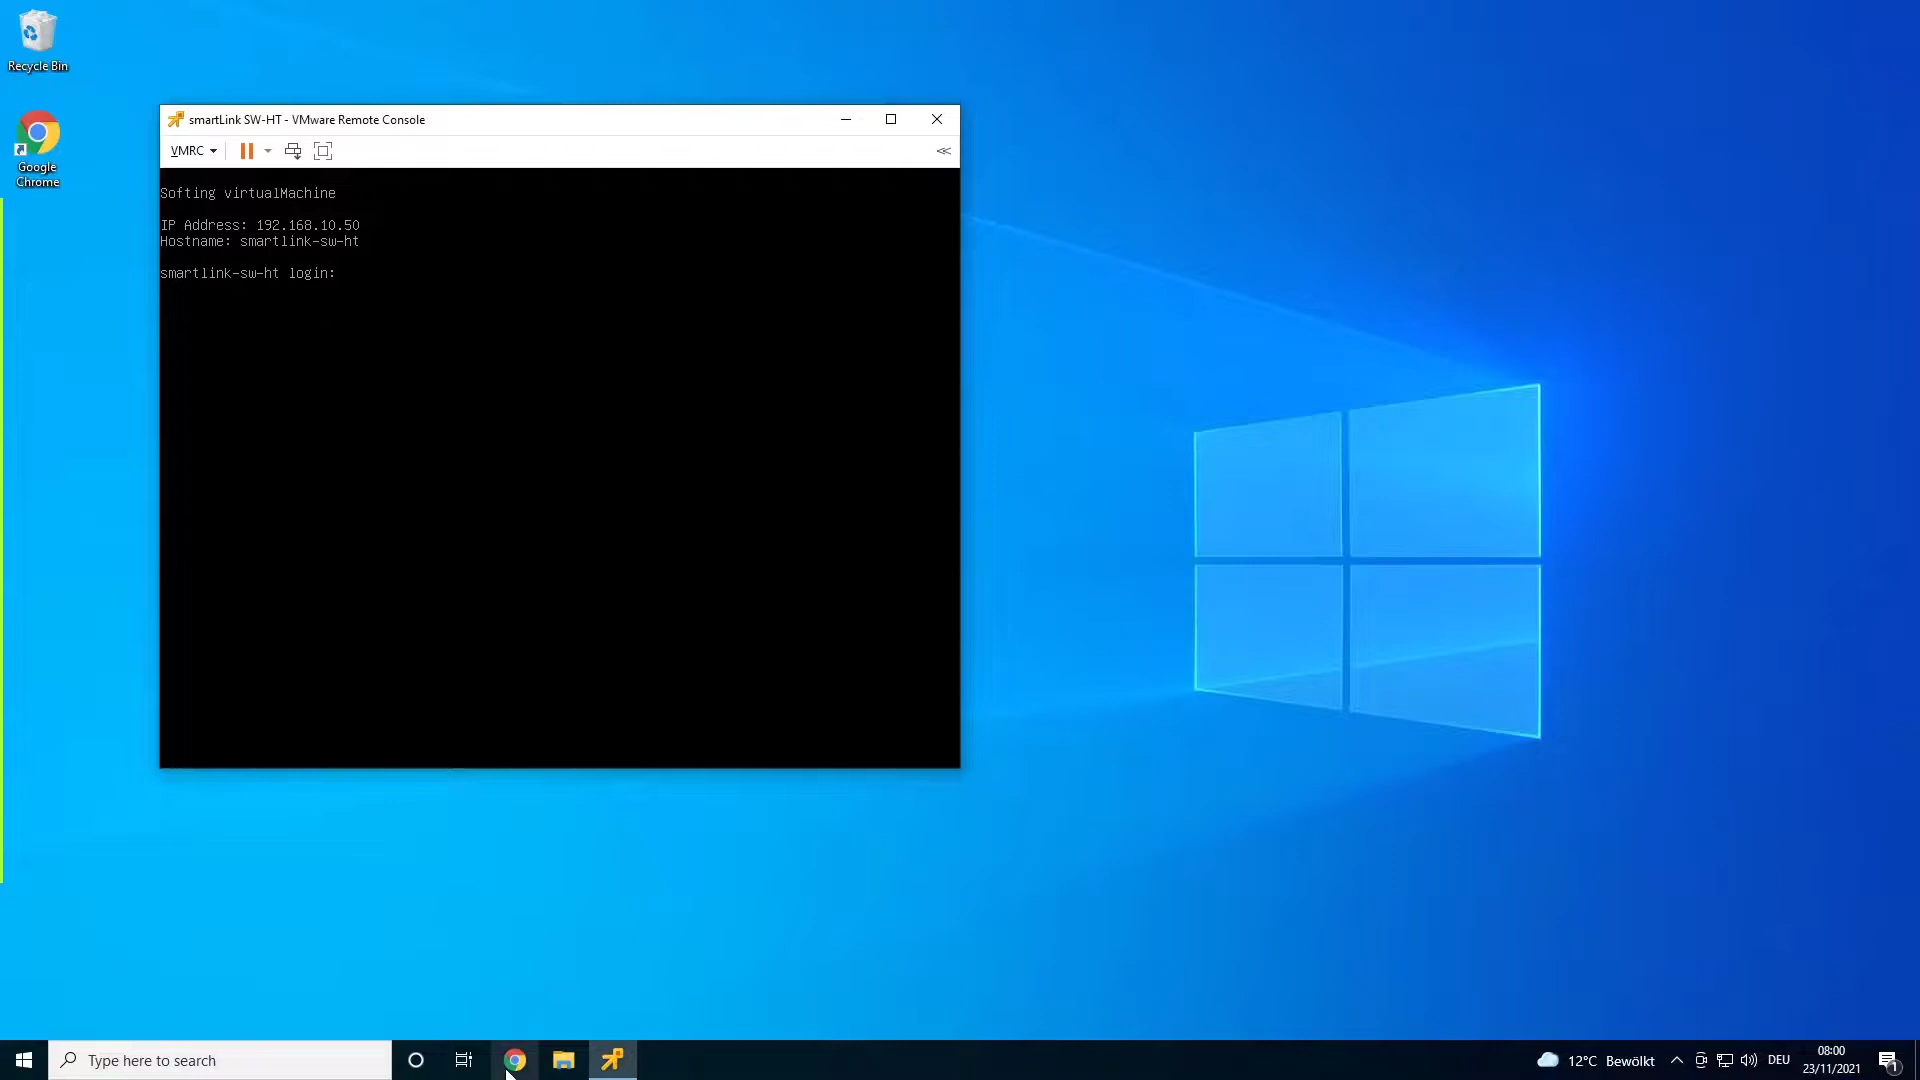 Recycle Bin
Google
Chrome
smartLink SW-HT - VMware Remote Console
VMRC
Softing virtualMachine
IP Address: 192.168.10.50
Hostname: smartlink-sw-ht
smartlink-sw-ht login:
Type here to search
12°C Bewölkt
DEU
08:00
23/11/2021
1